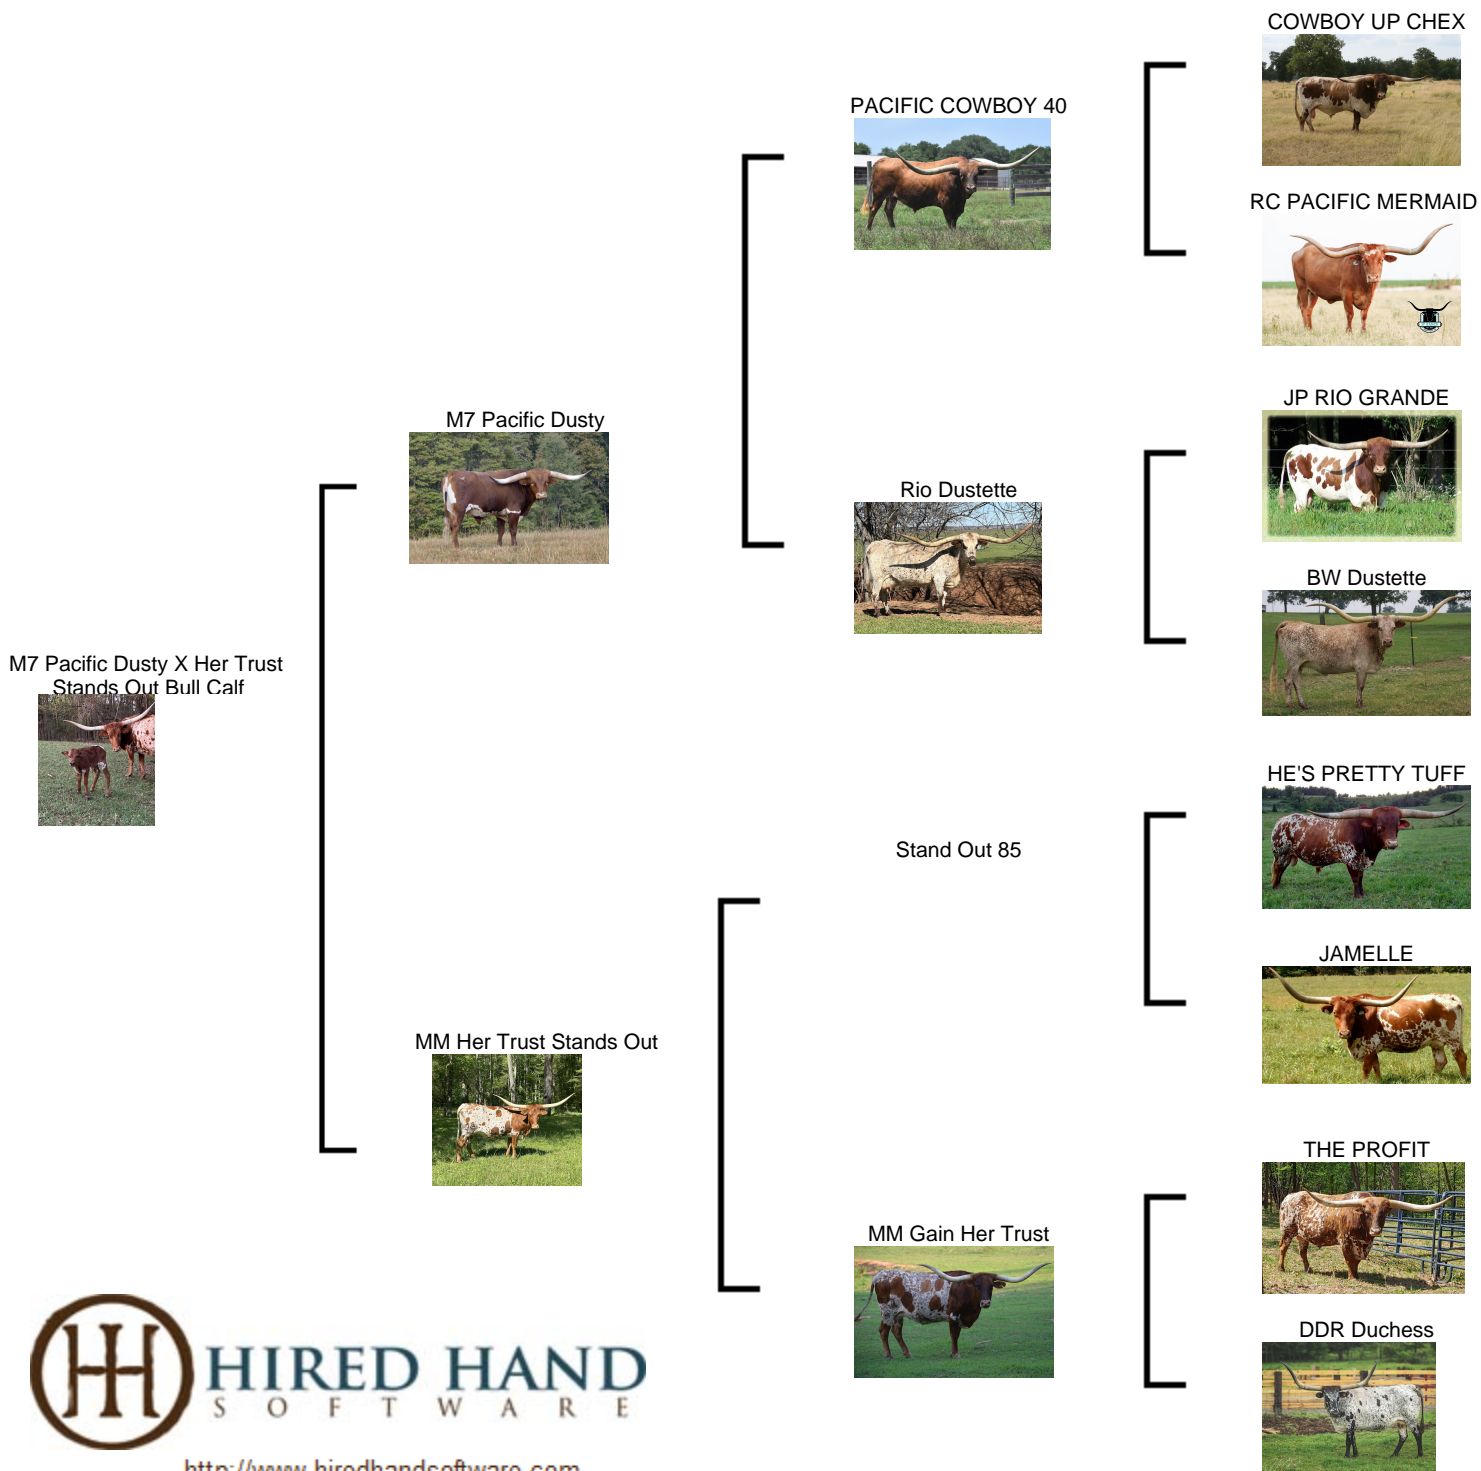 COWBOY UP CHEX
PACIFIC COWBOY 40
RC PACIFIC MERMAID
JP RIO GRANDE
M7 Pacific Dusty
Rio Dustette
BW Dustette
M7 Pacific Dusty X Her Trust
Stands Out Bull Calf
HE'S PRETTY TUFF
Stand Out 85
JAMELLE
MM Her Trust Stands Out
THE PROFIT
MM Gain Her Trust
DDR Duchess
HIRED HAND
SOFTWARE
http://www.hiredhandsoftware.com